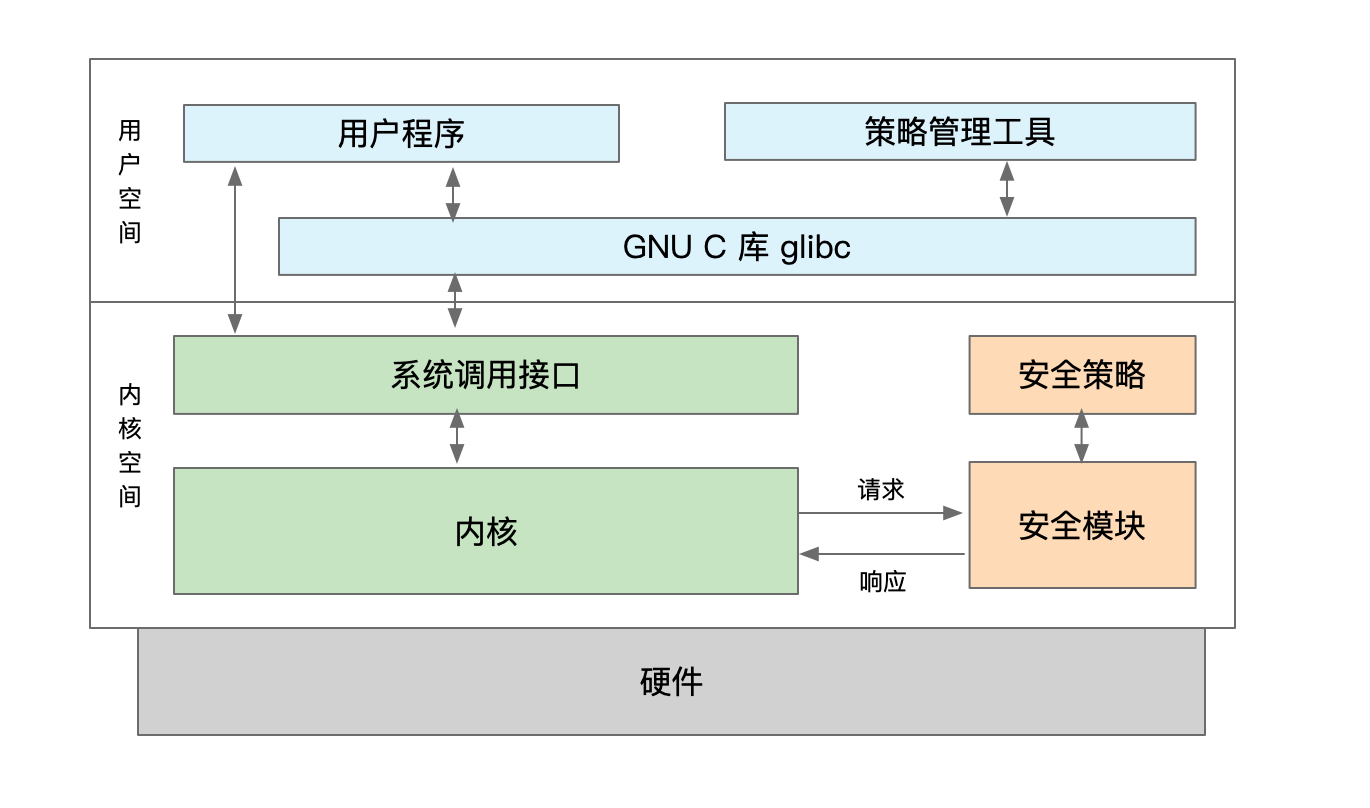 用户空间
用户程序
策略管理工具
GNU C 库 glibc
内核空间
系统调用接口
安全策略
内核
请求
响应
安全模块
硬件